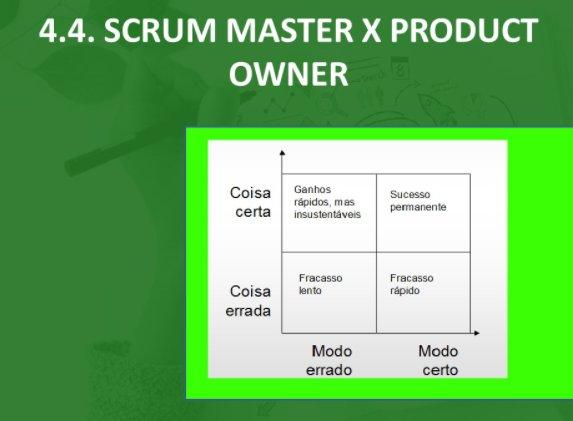 4.4. SCRUM MASTER X PRODUCT
OWNER
Coisa
certa
Ganhos
rápidos, mas
insustentáveis
Sucesso
permanente
Coisa
errada
Fracasso
lento
Fracasso
rápido
Modo
errado
Modo
certo